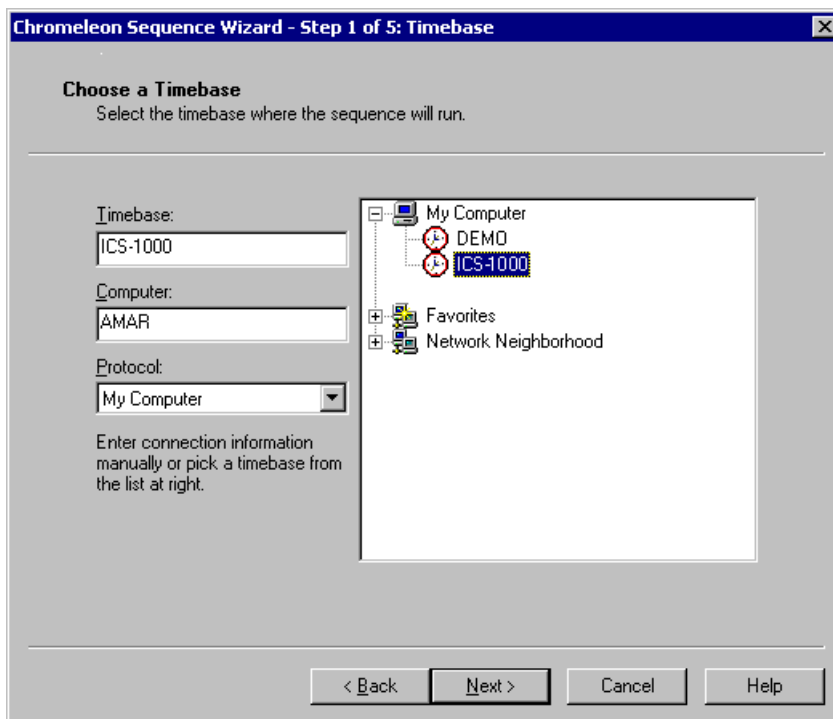 Chromeleon Sequence Wizard - Step 1 of 5: Timebase
Choose a Timebase
Select the timebase where the sequence will run.
Timebase:
ICS-1000
Computer:
AMAR
Protocol:
My Computer
Enter connection information
manually or pick a timebase from
the list at right.
My Computer
DEMO
ICS-1000
Favorites
Network Neighborhood
< Back
Next >
Cancel
Help